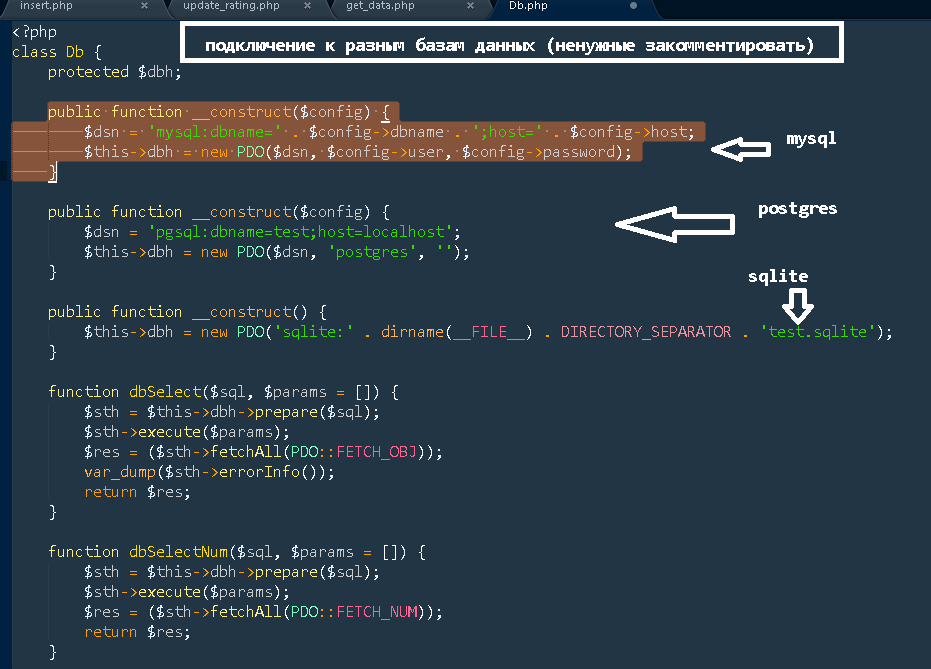 insert.php × update_rating.php × get_data.php × Db.php
<?php
подключение к разным базам данных (ненужные закомментировать)
class Db {
protected $dbh;
public function __construct($config) {
$dsn = 'mysql:dbname=' . $config->dbname . ';host=' . $config->host;
mysql
$this->dbh = new PDO($dsn, $config->user, $config->password);
}
public function __construct($config) {
postgres
$dsn = 'pgsql:dbname=test;host=localhost';
$this->dbh = new PDO($dsn, 'postgres', '');
}
sqlite
public function __construct() {
$this->dbh = new PDO('sqlite:' . dirname(__FILE__) . DIRECTORY_SEPARATOR . 'test.sqlite');
}
function dbSelect($sql, $params = []) {
$sth = $this->dbh->prepare($sql);
$sth->execute($params);
$res = ($sth->fetchAll(PDO::FETCH_OBJ));
var_dump($sth->errorInfo());
return $res;
}
function dbSelectNum($sql, $params = []) {
$sth = $this->dbh->prepare($sql);
$sth->execute($params);
$res = ($sth->fetchAll(PDO::FETCH_NUM));
return $res;
}